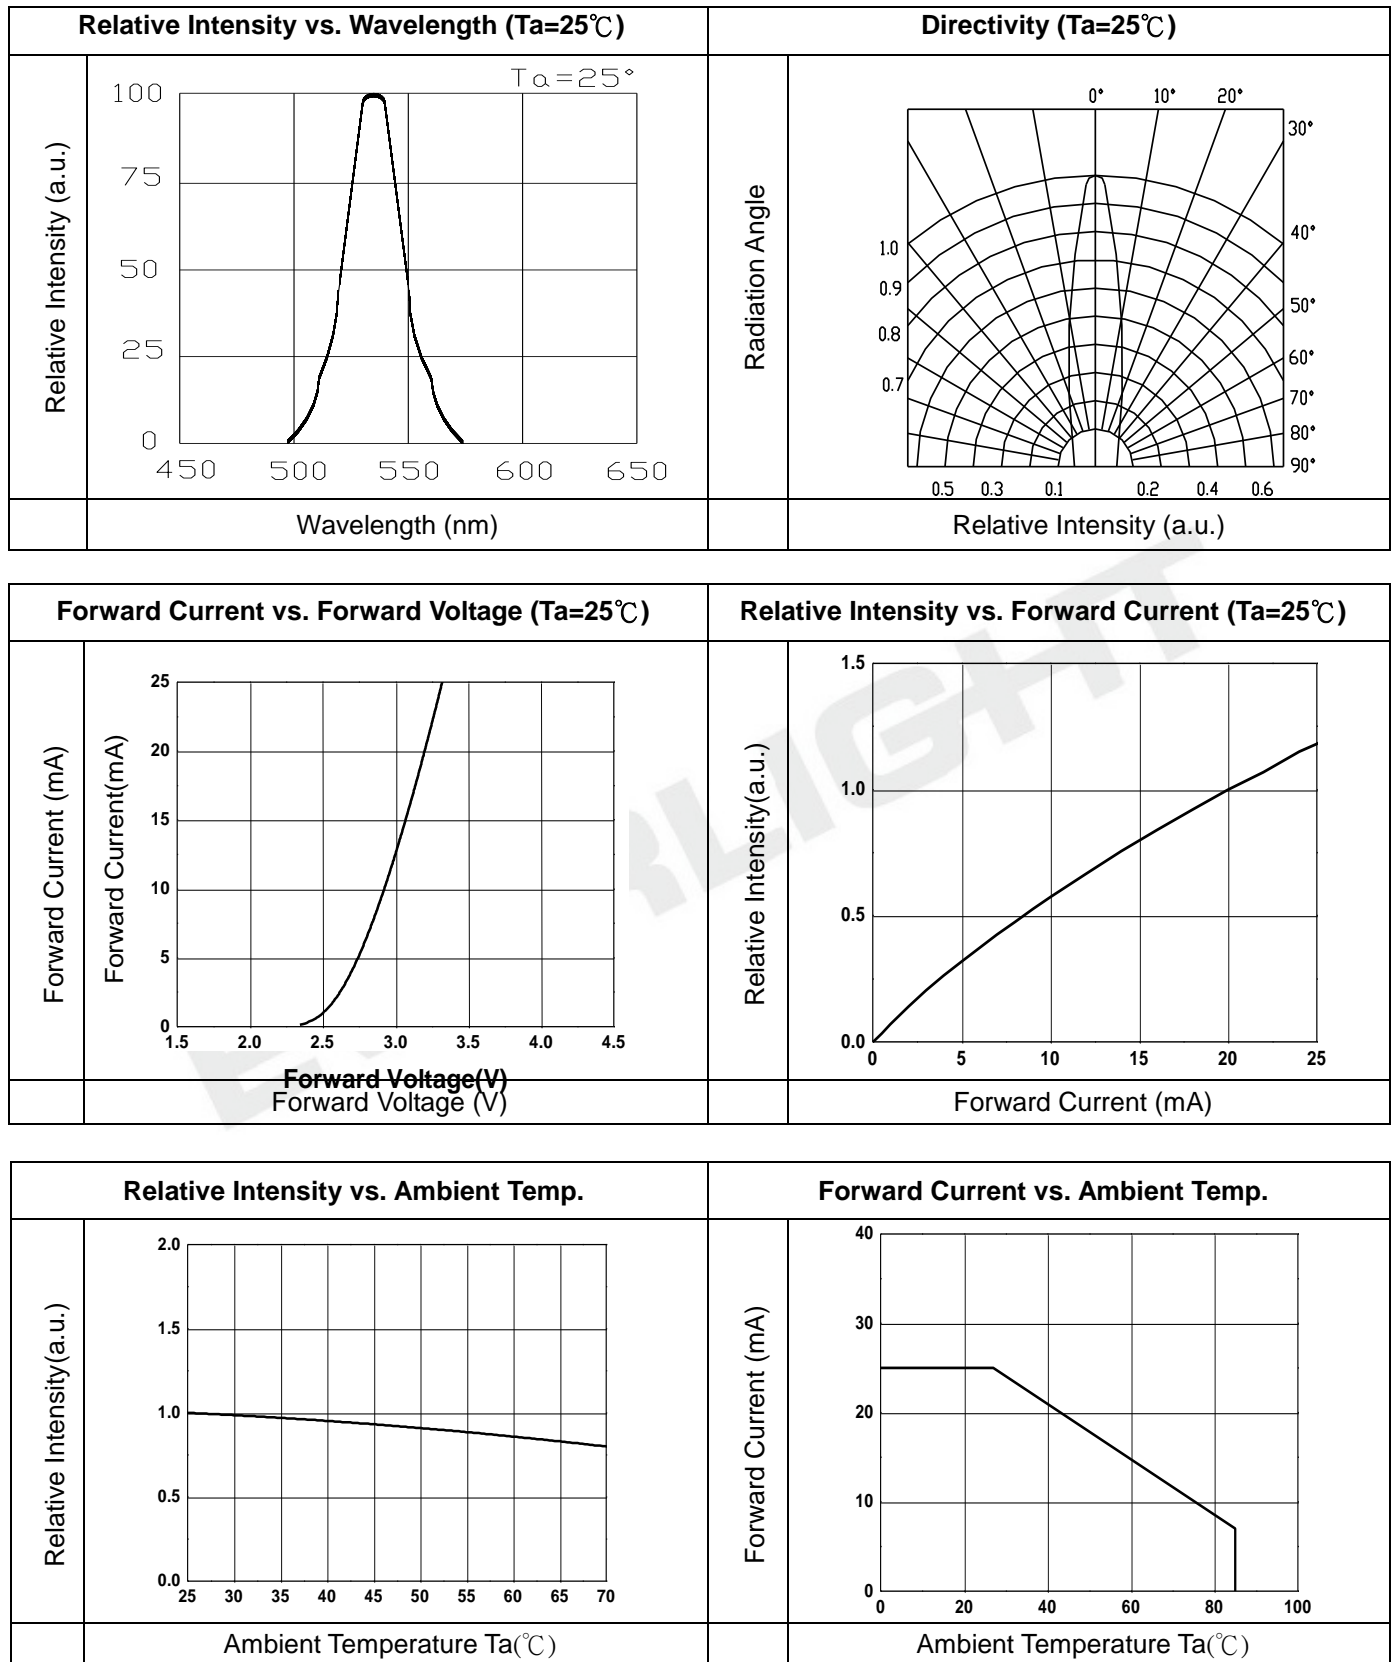 Relative Intensity vs. Wavelength (Ta=25℃)
Directivity (Ta=25℃)
Relative Intensity (a.u.)
Ta=25°
100
75
50
25
0
450 500 550 600 650
Wavelength (nm)
Radiation Angle
0° 10° 20°
30°
40°
50°
60°
70°
80°
90°
1.0
0.9
0.8
0.7
0.5 0.3 0.1 0.2 0.4 0.6
Relative Intensity (a.u.)
Forward Current vs. Forward Voltage (Ta=25℃)
Relative Intensity vs. Forward Current (Ta=25℃)
Forward Current (mA)
Forward Current(mA)
25
20
15
10
5
0
1.5 2.0 2.5 3.0 3.5 4.0 4.5
Forward Voltage(V)
Forward Voltage (V)
Relative Intensity(a.u.)
1.5
1.0
0.5
0.0
0 5 10 15 20 25
Forward Current (mA)
Relative Intensity vs. Ambient Temp.
Forward Current vs. Ambient Temp.
Relative Intensity(a.u.)
2.0
1.5
1.0
0.5
0.0
25 30 35 40 45 50 55 60 65 70
Ambient Temperature Ta(℃)
Forward Current (mA)
40
30
20
10
0
0 20 40 60 80 100
Ambient Temperature Ta(℃)